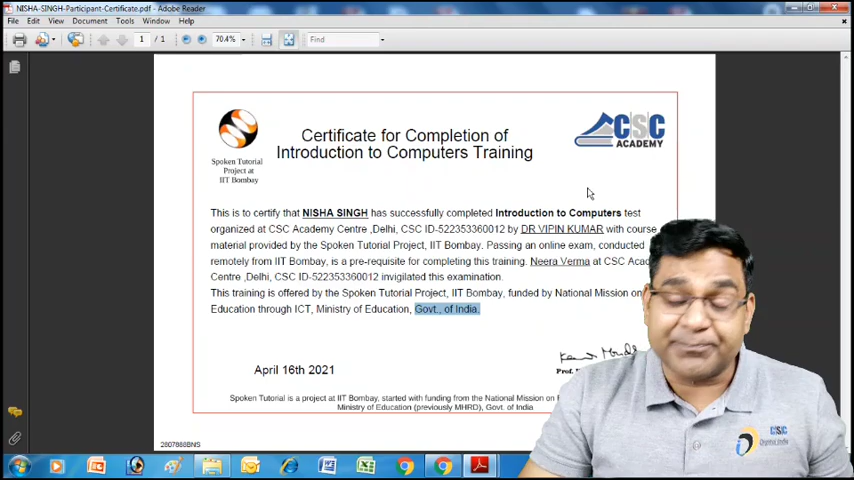 NISHA-SINGH-Participant-Certificate.pdf - Adobe Reader
File Edit View Document Tools Window Help
1 / 1 70.4% Find
CSC
ACADEMY
Certificate for Completion of
Introduction to Computers Training
Spoken Tutorial
Project at
IIT Bombay
This is to certify that NISHA SINGH has successfully completed Introduction to Computers test
organized at CSC Academy Centre ,Delhi, CSC ID-522353360012 by DR VIPIN KUMAR with course
material provided by the Spoken Tutorial Project, IIT Bombay. Passing an online exam, conducted
remotely from IIT Bombay, is a pre-requisite for completing this training. Neera Verma at CSC
Centre ,Delhi, CSC ID-522353360012 invigilated this examination.
This training is offered by the Spoken Tutorial Project, IIT Bombay, funded by National Mission on
Education through ICT, Ministry of Education, Govt., of India.
April 16th 2021
Prof.
Spoken Tutorial is a project at IIT Bombay, started with funding from the National Mission on
Ministry of Education (previously MHRD), Govt. of India
2807888BNS
CSC
Digital India